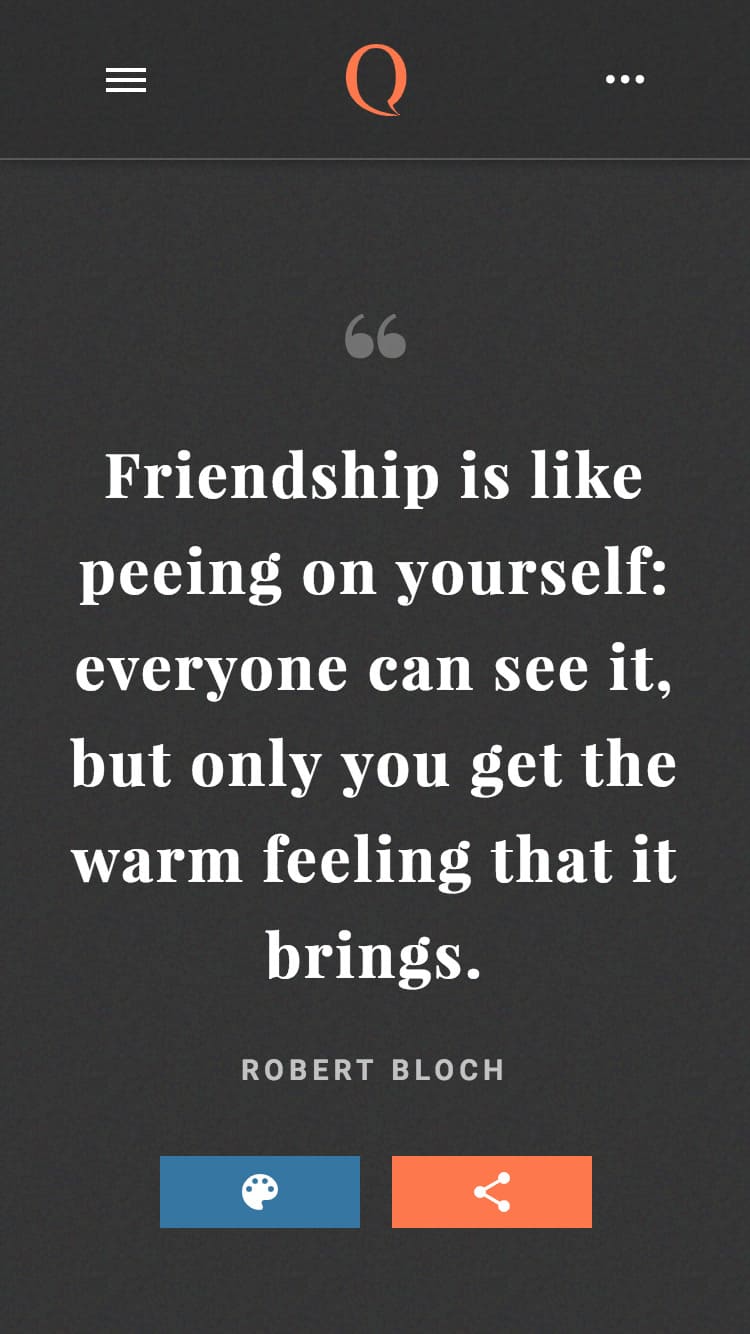 Q
“
Friendship is like
peeing on yourself:
everyone can see it,
but only you get the
warm feeling that it
brings.
ROBERT BLOCH